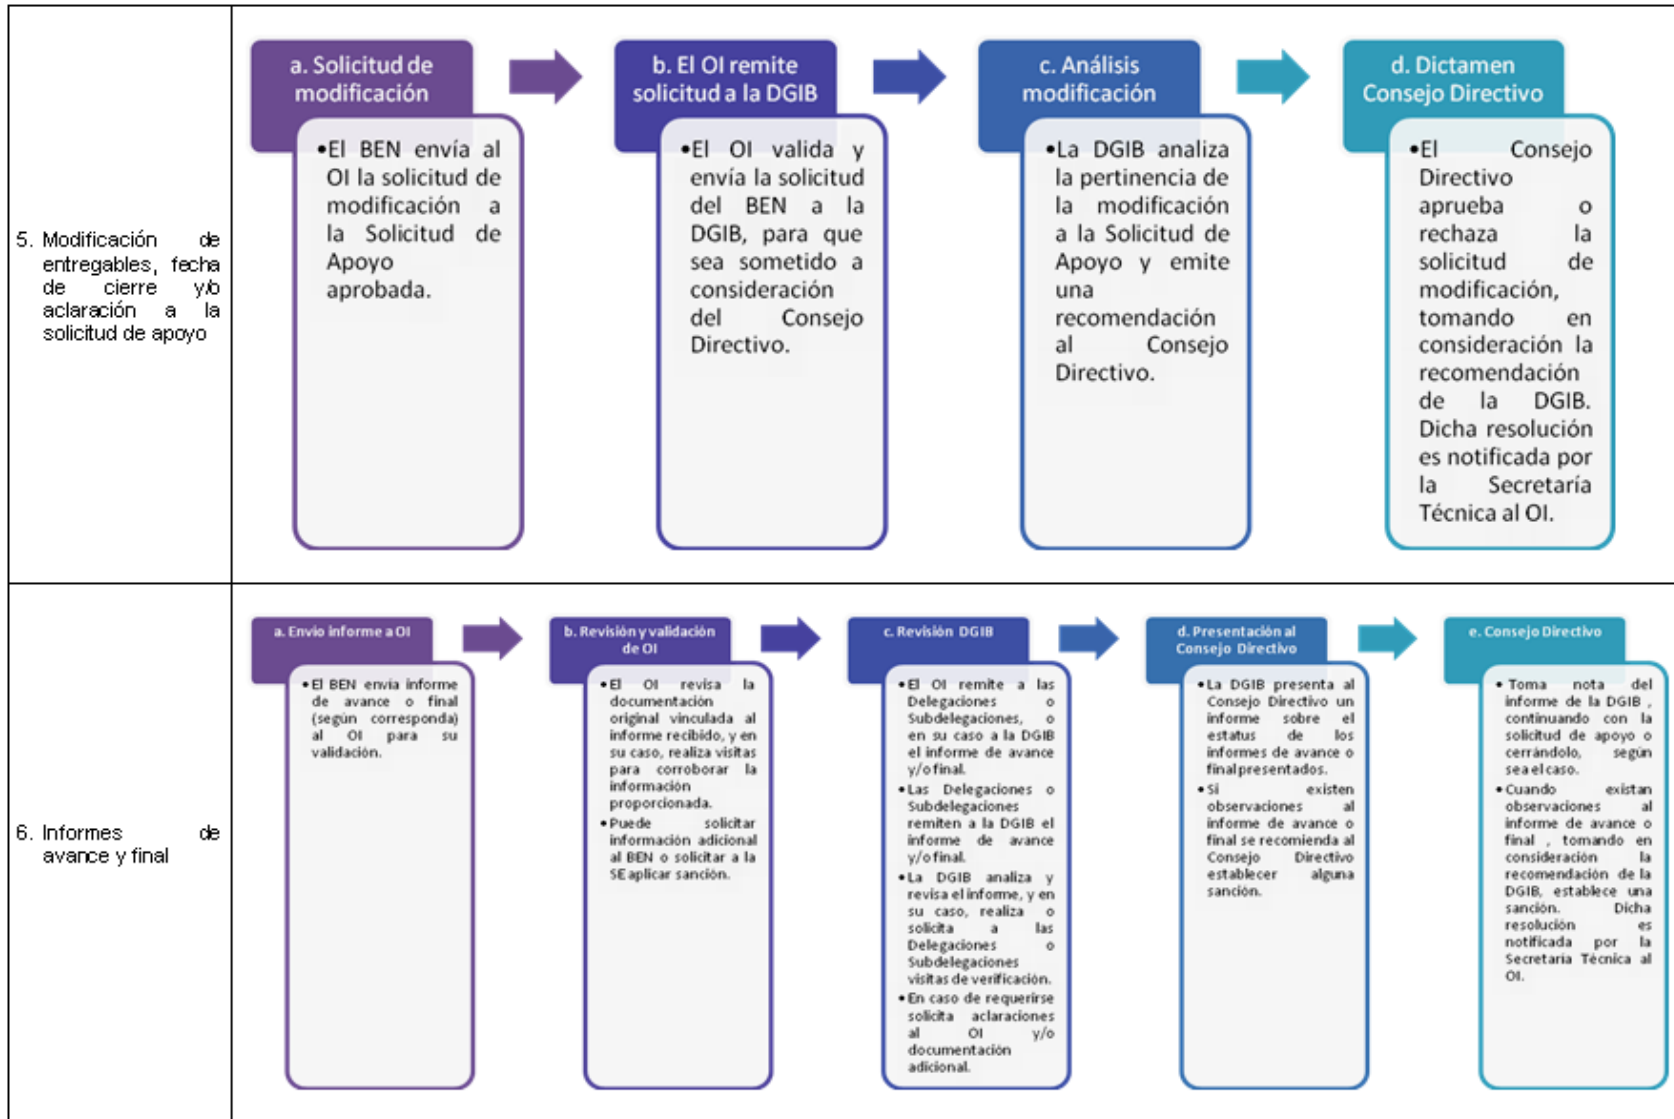 5. Modificación de
entregables, fecha
de cierre y/o
aclaración a la
solicitud de apoyo
a. Solicitud de
modificación
•El BEN envía al
OI la solicitud de
modificación a
la Solicitud de
Apoyo
aprobada.
b. El OI remite
solicitud a la DGIB
•El OI valida y
envía la solicitud
del BEN a la
DGIB, para que
sea sometido a
consideración
del Consejo
Directivo.
c. Análisis
modificación
•La DGIB analiza
la pertinencia de
la modificación
a la Solicitud de
Apoyo y emite
una
recomendación
al Consejo
Directivo.
d. Dictamen
Consejo Directivo
•El Consejo
Directivo
aprueba o
rechaza la
solicitud de
modificación,
tomando en
consideración la
recomendación
de la DGIB.
Dicha resolución
es notificada por
la Secretaría
Técnica al OI.
6. Informes de
avance y final
a. Envío informe a OI
•El BEN envía informe
de avance o final
(según corresponda)
al OI para su
validación.
b. Revisión y validación
de OI
•El OI revisa la
documentación
original vinculada al
informe recibido, y en
su caso, realiza visitas
para corroborar la
información
proporcionada.
•Puede solicitar
información adicional
al BEN o solicitar a la
SE aplicar sanción.
c. Revisión DGIB
•El OI remite a las
Delegaciones o
Subdelegaciones, o
en su caso a la DGIB
el informe de avance
y/o final.
•Las Delegaciones o
Subdelegaciones
remiten a la DGIB el
informe de avance
y/o final.
•La DGIB analiza y
revisa el informe, y en
su caso, realiza o
solicita a las
Delegaciones o
Subdelegaciones
visitas de verificación.
•En caso de requerirse
solicita aclaraciones
al OI y/o
documentación
adicional.
d. Presentación al
Consejo Directivo
•La DGIB presenta al
Consejo Directivo un
informe sobre el
estatus de los
informes de avance o
final presentados.
•Si existen
observaciones al
informe de avance o
final se recomienda al
Consejo Directivo
establecer alguna
sanción.
e. Consejo Directivo
•Toma nota del
informe de la DGIB ,
continuando con la
solicitud de apoyo o
cerrándolo, según
sea el caso.
•Cuando existan
observaciones al
informe de avance o
final , tomando en
consideración la
recomendación de la
DGIB, establece una
sanción. Dicha
resolución es
notificada por la
Secretaría Técnica al
OI.